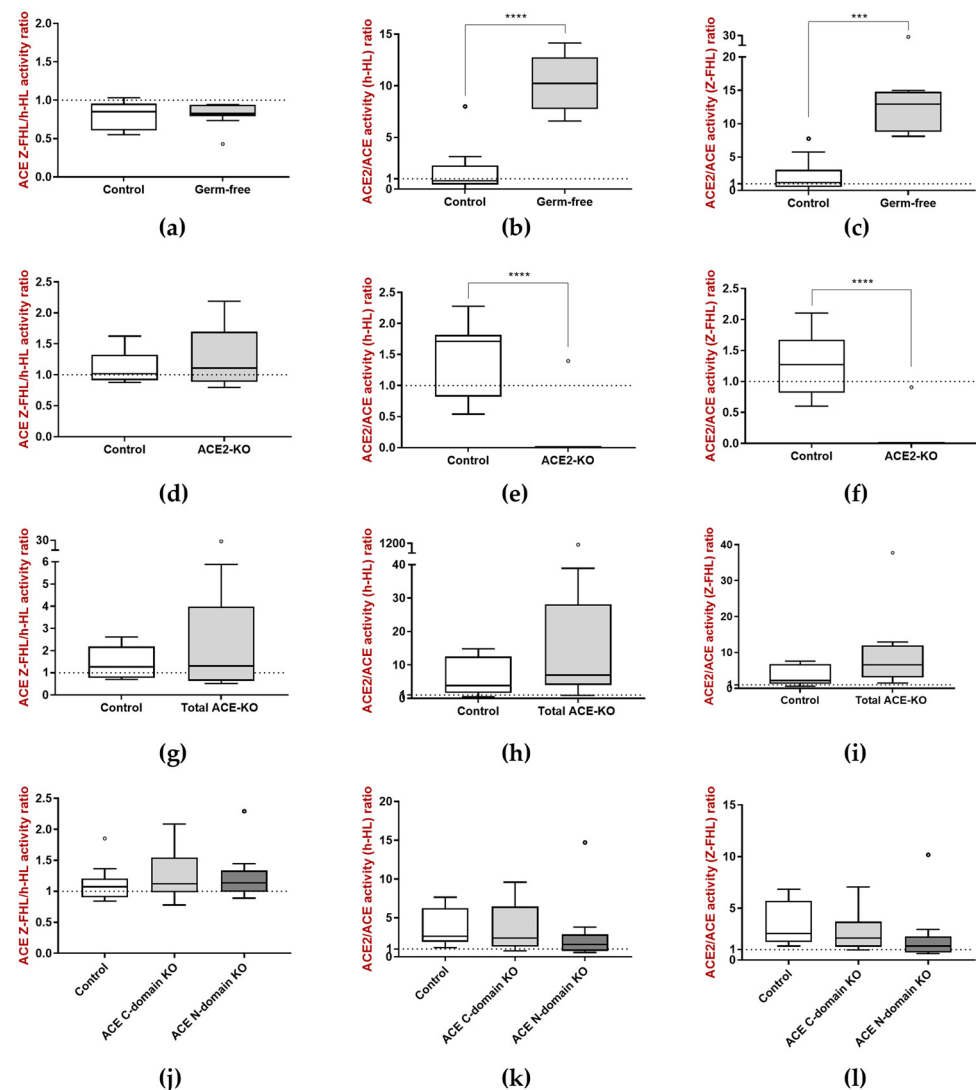 ACE Z-FHL/h-HL activity ratio
2.0
1.5
1.0
0.5
0.0
Control
Germ-free
(a)
ACE2/ACE activity (h-HL) ratio
****
15
10
5
1
0
Control
Germ-free
(b)
ACE2/ACE activity (Z-FHL) ratio
***
30
20
15
10
5
1
0
Control
Germ-free
(c)
ACE Z-FHL/h-HL activity ratio
2.5
2.0
1.5
1.0
0.5
0.0
Control
ACE2-KO
(d)
ACE2/ACE activity (h-HL) ratio
****
2.5
2.0
1.5
1.0
0.5
0.0
Control
ACE2-KO
(e)
ACE2/ACE activity (Z-FHL) ratio
****
2.5
2.0
1.5
1.0
0.5
0.0
Control
ACE2-KO
(f)
ACE Z-FHL/h-HL activity ratio
30
6
5
4
3
2
1
0
Control
Total ACE-KO
(g)
ACE2/ACE activity (h-HL) ratio
1200
40
30
20
10
1
0
Control
Total ACE-KO
(h)
ACE2/ACE activity (Z-FHL) ratio
40
30
20
10
1
0
Control
Total ACE-KO
(i)
ACE Z-FHL/h-HL activity ratio
2.5
2.0
1.5
1
0.5
0.0
Control
ACE C-domain KO
ACE N-domain KO
(j)
ACE2/ACE activity (h-HL) ratio
20
15
10
5
1
0
Control
ACE C-domain KO
ACE N-domain KO
(k)
ACE2/ACE activity (Z-FHL) ratio
15
10
5
1
0
Control
ACE C-domain KO
ACE N-domain KO
(l)